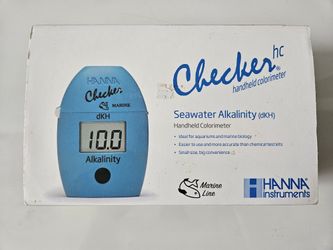 Checker hc
handheld colorimeter
Seawater Alkalinity (dKH)
Handheld Colorimeter
• Ideal for aquariums and marine biology
• Easier to use and more accurate than chemical test kits
• Small size, big convenience
HANNA
Checker
MARINE
dKH
10.0
Alkalinity
Marine
Line
HANNA
instruments